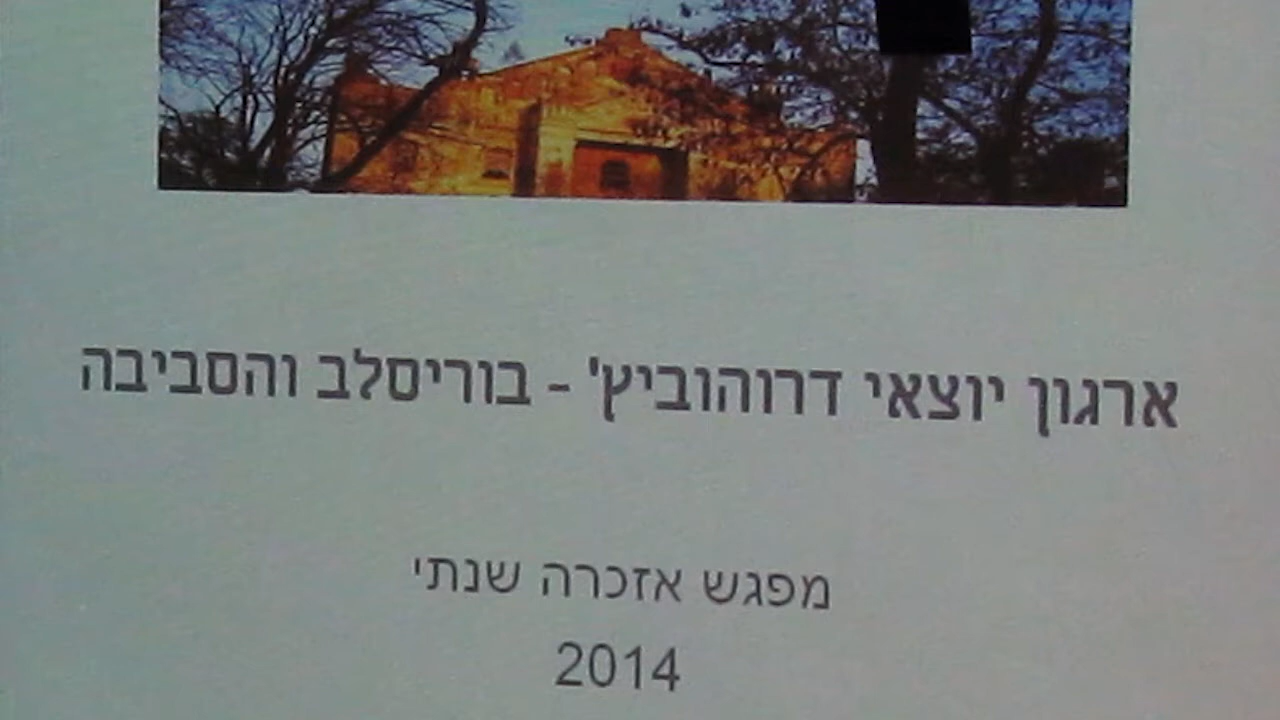 ארגון יוצאי דרוהוביץ' - בוריסלב והסביבה
מפגש אזכרה שנתי
2014